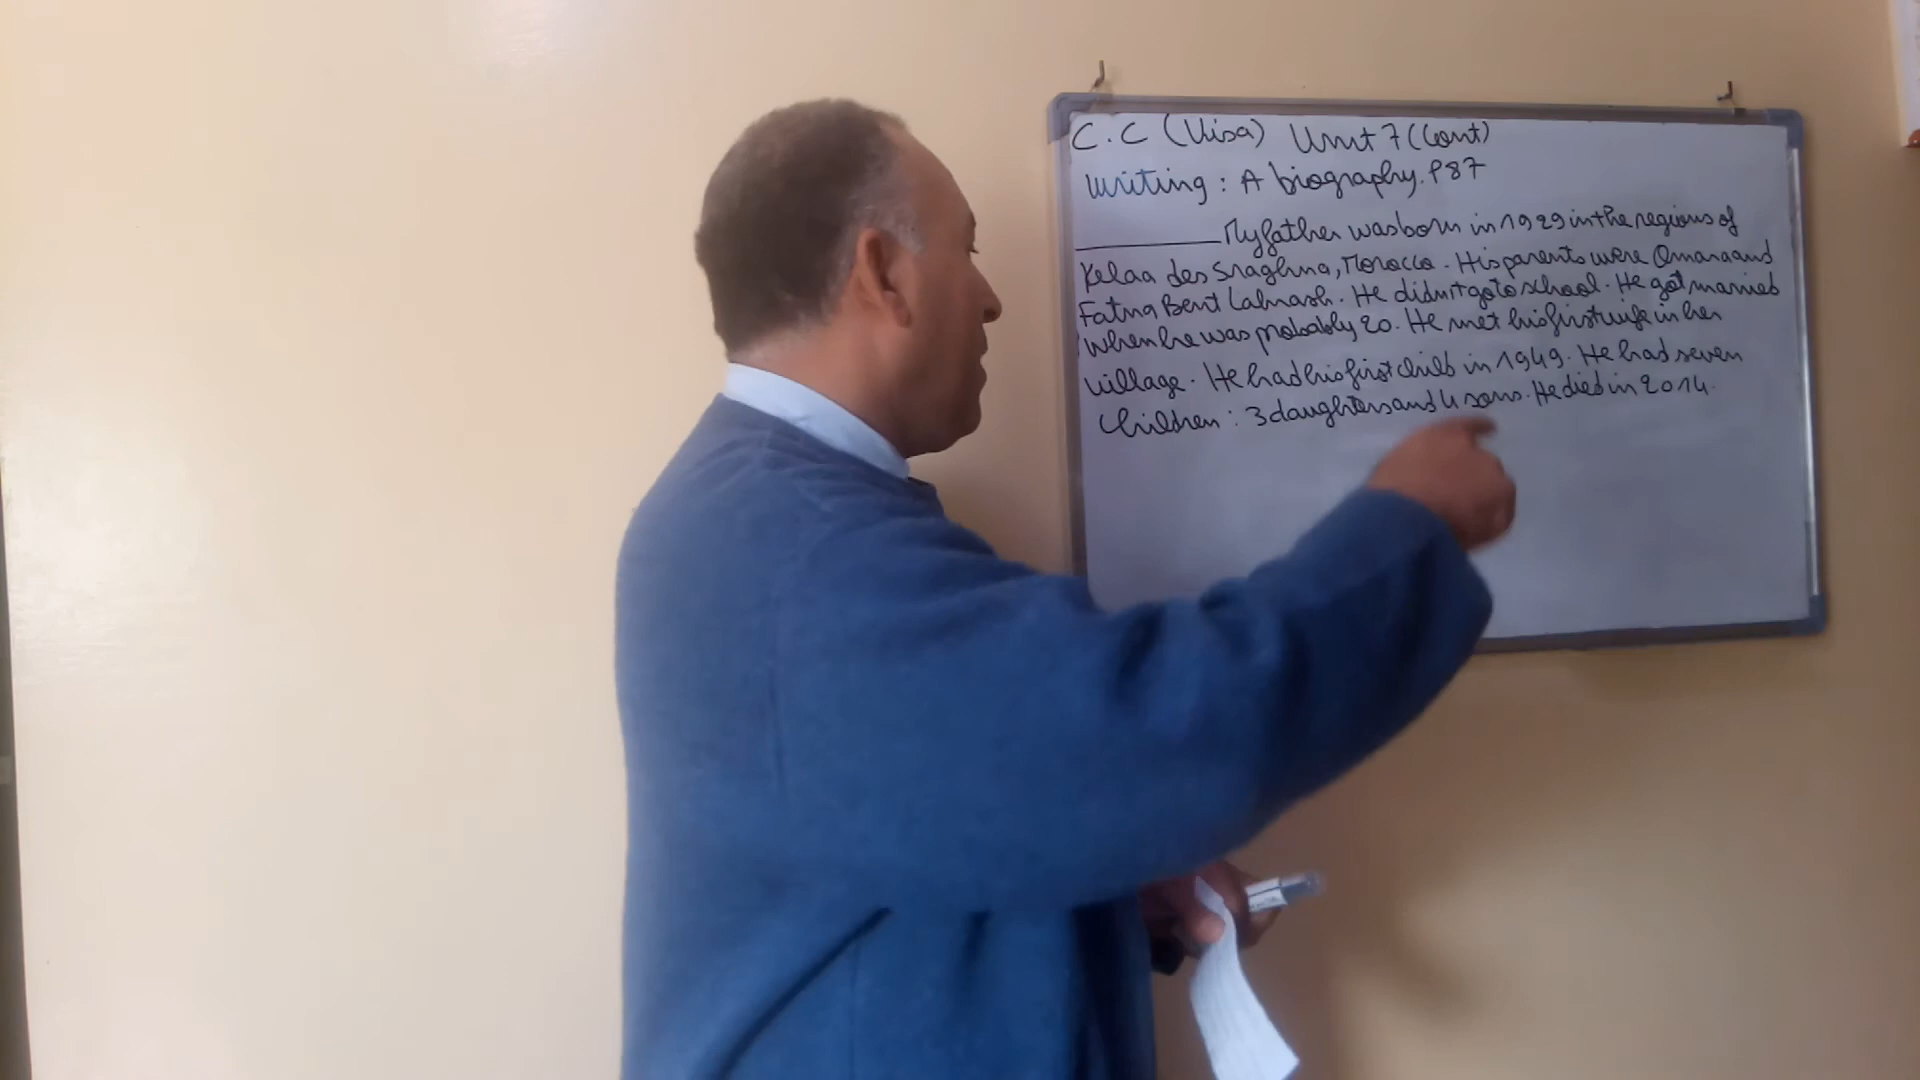 C.C (Visa) Unit 7 (Cont)
Writing: A biography. P87
My father was born in 1929 in the regions of
Kelaa des Sraghna, Morocco. His parents were Omar and
Fatna Bent Lahrach. He didn't go to school. He got married
when he was probably 20. He met his first wife in her
village. He had his first child in 1949. He had seven
Children: 3 daughters and 4 sons. He died in 2014.